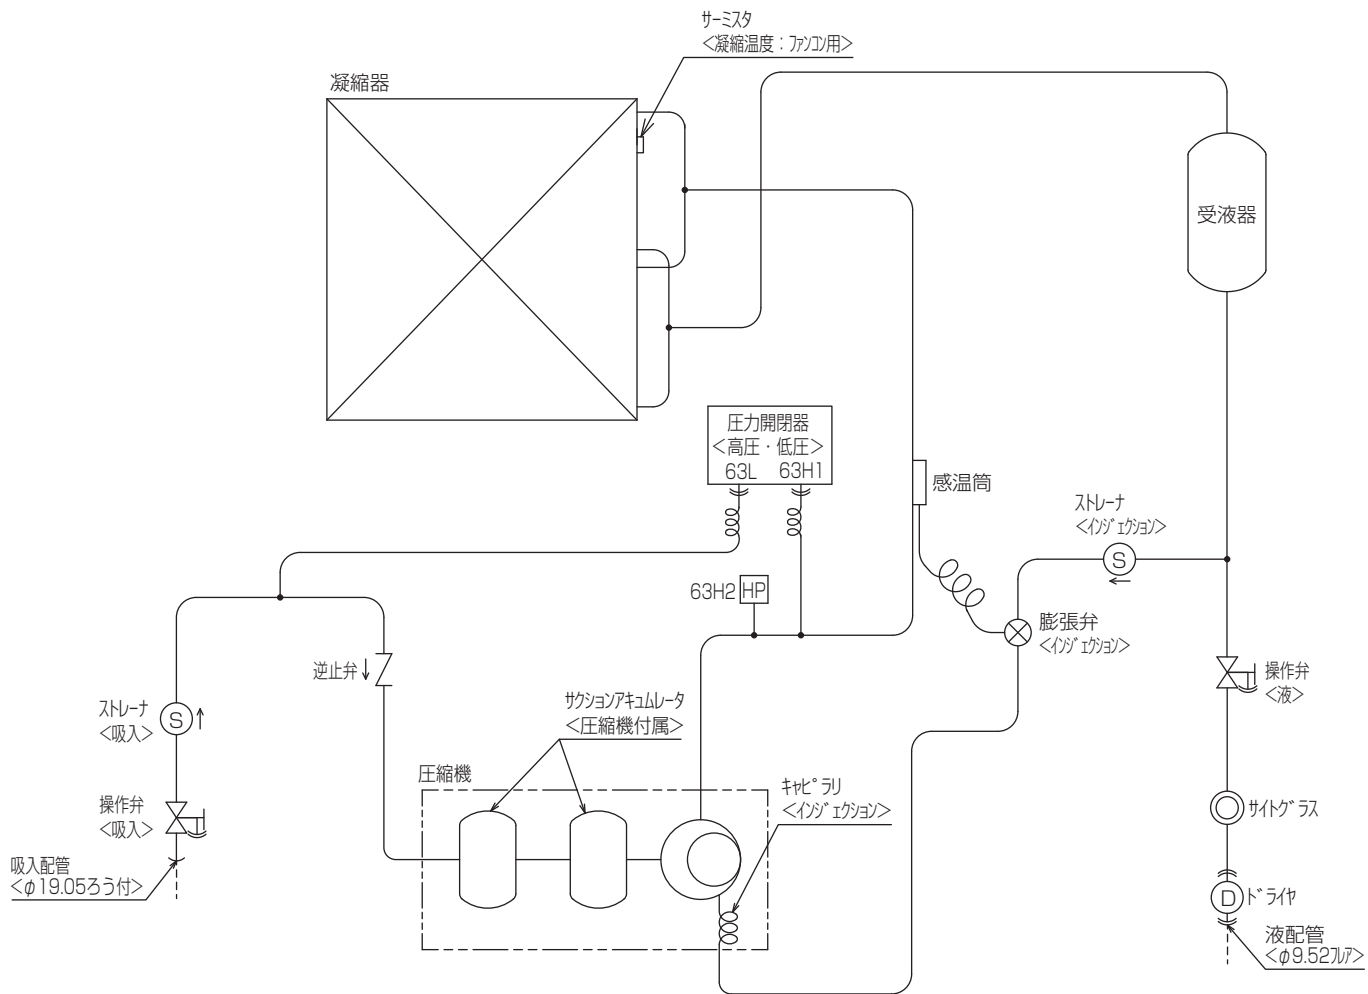 サーミスタ
＜凝縮温度：ファンコン用＞
凝縮器
受液器
圧力開閉器
＜高圧・低圧＞
63L 63H1
感温筒
ストレーナ
＜インジェクション＞
S
63H2 HP
膨張弁
＜インジェクション＞
逆止弁
操作弁
＜液＞
ストレーナ
＜吸入＞
S
サクションアキュムレータ
＜圧縮機付属＞
圧縮機
キャピラリ
＜インジェクション＞
操作弁
＜吸入＞
サイトグラス
吸入配管
＜φ19.05ろう付＞
D
ドライヤ
液配管
＜φ9.52フレア＞